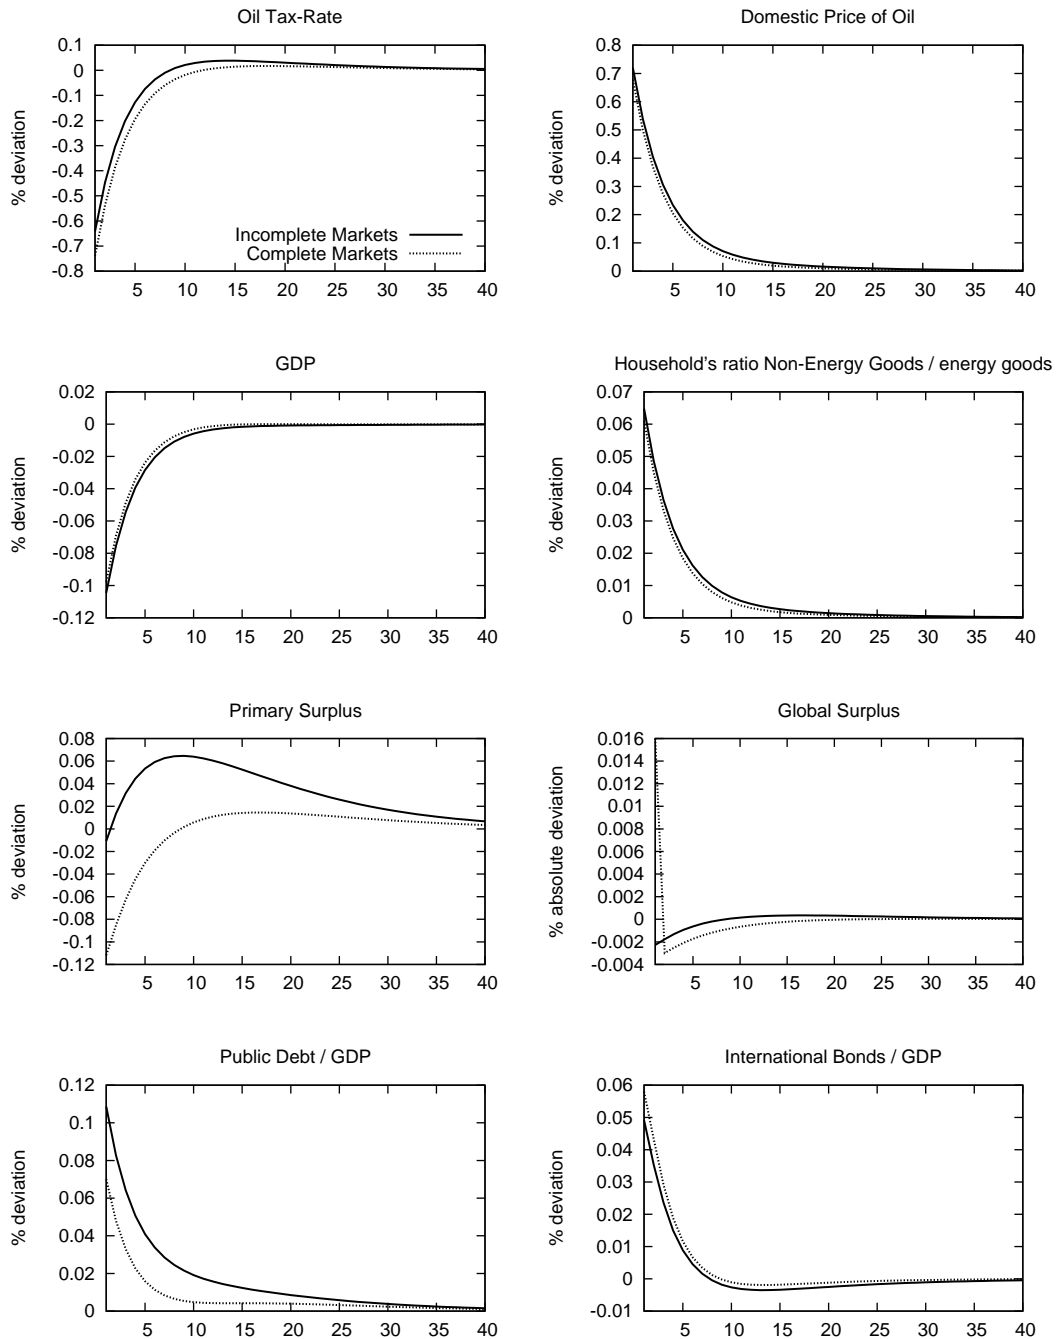 Oil Tax-Rate
% deviation
0.1
0
-0.1
-0.2
-0.3
-0.4
-0.5
-0.6
-0.7
-0.8
Incomplete Markets
Complete Markets
5 10 15 20 25 30 35 40
Domestic Price of Oil
% deviation
0.8
0.7
0.6
0.5
0.4
0.3
0.2
0.1
0
5 10 15 20 25 30 35 40
GDP
% deviation
0.02
0
-0.02
-0.04
-0.06
-0.08
-0.1
-0.12
5 10 15 20 25 30 35 40
Household's ratio Non-Energy Goods / energy goods
% deviation
0.07
0.06
0.05
0.04
0.03
0.02
0.01
0
5 10 15 20 25 30 35 40
Primary Surplus
% deviation
0.08
0.06
0.04
0.02
0
-0.02
-0.04
-0.06
-0.08
-0.1
-0.12
5 10 15 20 25 30 35 40
Global Surplus
% absolute deviation
0.016
0.014
0.012
0.01
0.008
0.006
0.004
0.002
0
-0.002
-0.004
5 10 15 20 25 30 35 40
Public Debt / GDP
% deviation
0.12
0.1
0.08
0.06
0.04
0.02
0
5 10 15 20 25 30 35 40
International Bonds / GDP
% deviation
0.06
0.05
0.04
0.03
0.02
0.01
0
-0.01
5 10 15 20 25 30 35 40